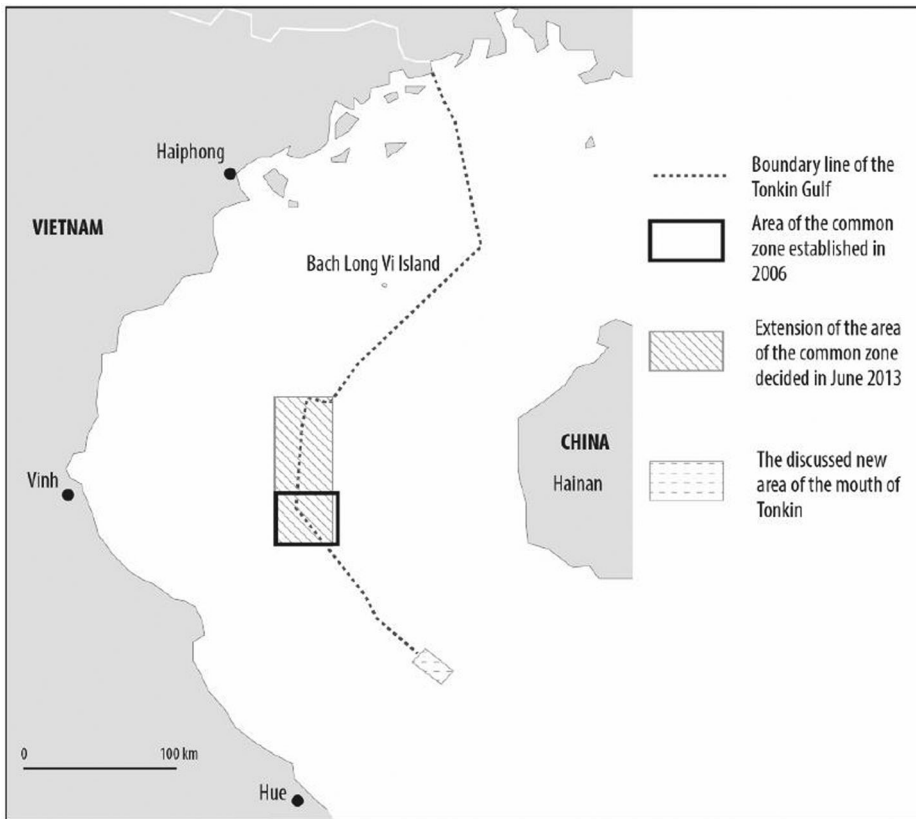 Haiphong
VIETNAM
Bach Long Vi Island
Vinh
CHINA
Hainan
Hue
0 100 km
Boundary line of the
Tonkin Gulf
Area of the common
zone established in
2006
Extension of the area
of the common zone
decided in June 2013
The discussed new
area of the mouth of
Tonkin